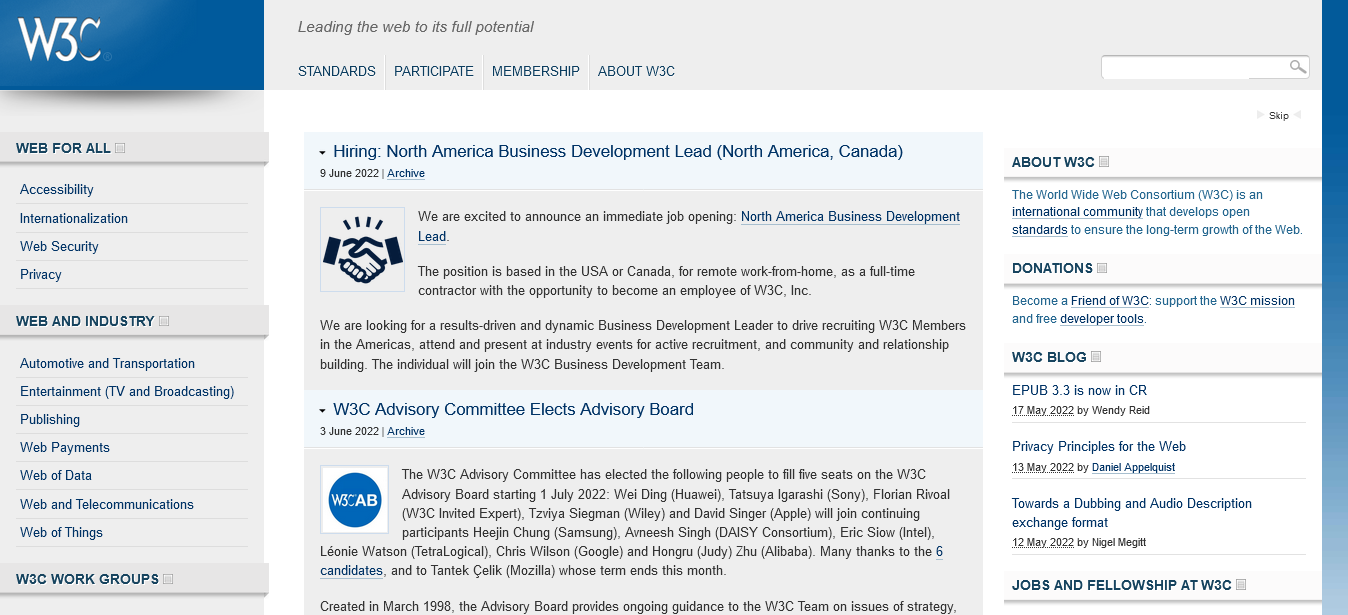 W3C
Leading the web to its full potential
STANDARDS
PARTICIPATE
MEMBERSHIP
ABOUT W3C
Skip
WEB FOR ALL
Accessibility
Internationalization
Web Security
Privacy
WEB AND INDUSTRY
Automotive and Transportation
Entertainment (TV and Broadcasting)
Publishing
Web Payments
Web of Data
Web and Telecommunications
Web of Things
W3C WORK GROUPS
Hiring: North America Business Development Lead (North America, Canada)
9 June 2022 | Archive
We are excited to announce an immediate job opening: North America Business Development
Lead.
The position is based in the USA or Canada, for remote work-from-home, as a full-time
contractor with the opportunity to become an employee of W3C, Inc.
We are looking for a results-driven and dynamic Business Development Leader to drive recruiting W3C Members
in the Americas, attend and present at industry events for active recruitment, and community and relationship
building. The individual will join the W3C Business Development Team.
W3C Advisory Committee Elects Advisory Board
3 June 2022 | Archive
W3C AB
The W3C Advisory Committee has elected the following people to fill five seats on the W3C
Advisory Board starting 1 July 2022: Wei Ding (Huawei), Tatsuya Igarashi (Sony), Florian Rivoal
(W3C Invited Expert), Tzviya Siegman (Wiley) and David Singer (Apple) will join continuing
participants Heejin Chung (Samsung), Avneesh Singh (DAISY Consortium), Eric Siow (Intel),
Léonie Watson (TetraLogical), Chris Wilson (Google) and Hongru (Judy) Zhu (Alibaba). Many thanks to the 6
candidates, and to Tantek Çelik (Mozilla) whose term ends this month.
Created in March 1998, the Advisory Board provides ongoing guidance to the W3C Team on issues of strategy,
ABOUT W3C
The World Wide Web Consortium (W3C) is an
international community that develops open
standards to ensure the long-term growth of the Web.
DONATIONS
Become a Friend of W3C: support the W3C mission
and free developer tools.
W3C BLOG
EPUB 3.3 is now in CR
17 May 2022 by Wendy Reid
Privacy Principles for the Web
13 May 2022 by Daniel Appelquist
Towards a Dubbing and Audio Description
exchange format
12 May 2022 by Nigel Megitt
JOBS AND FELLOWSHIP AT W3C